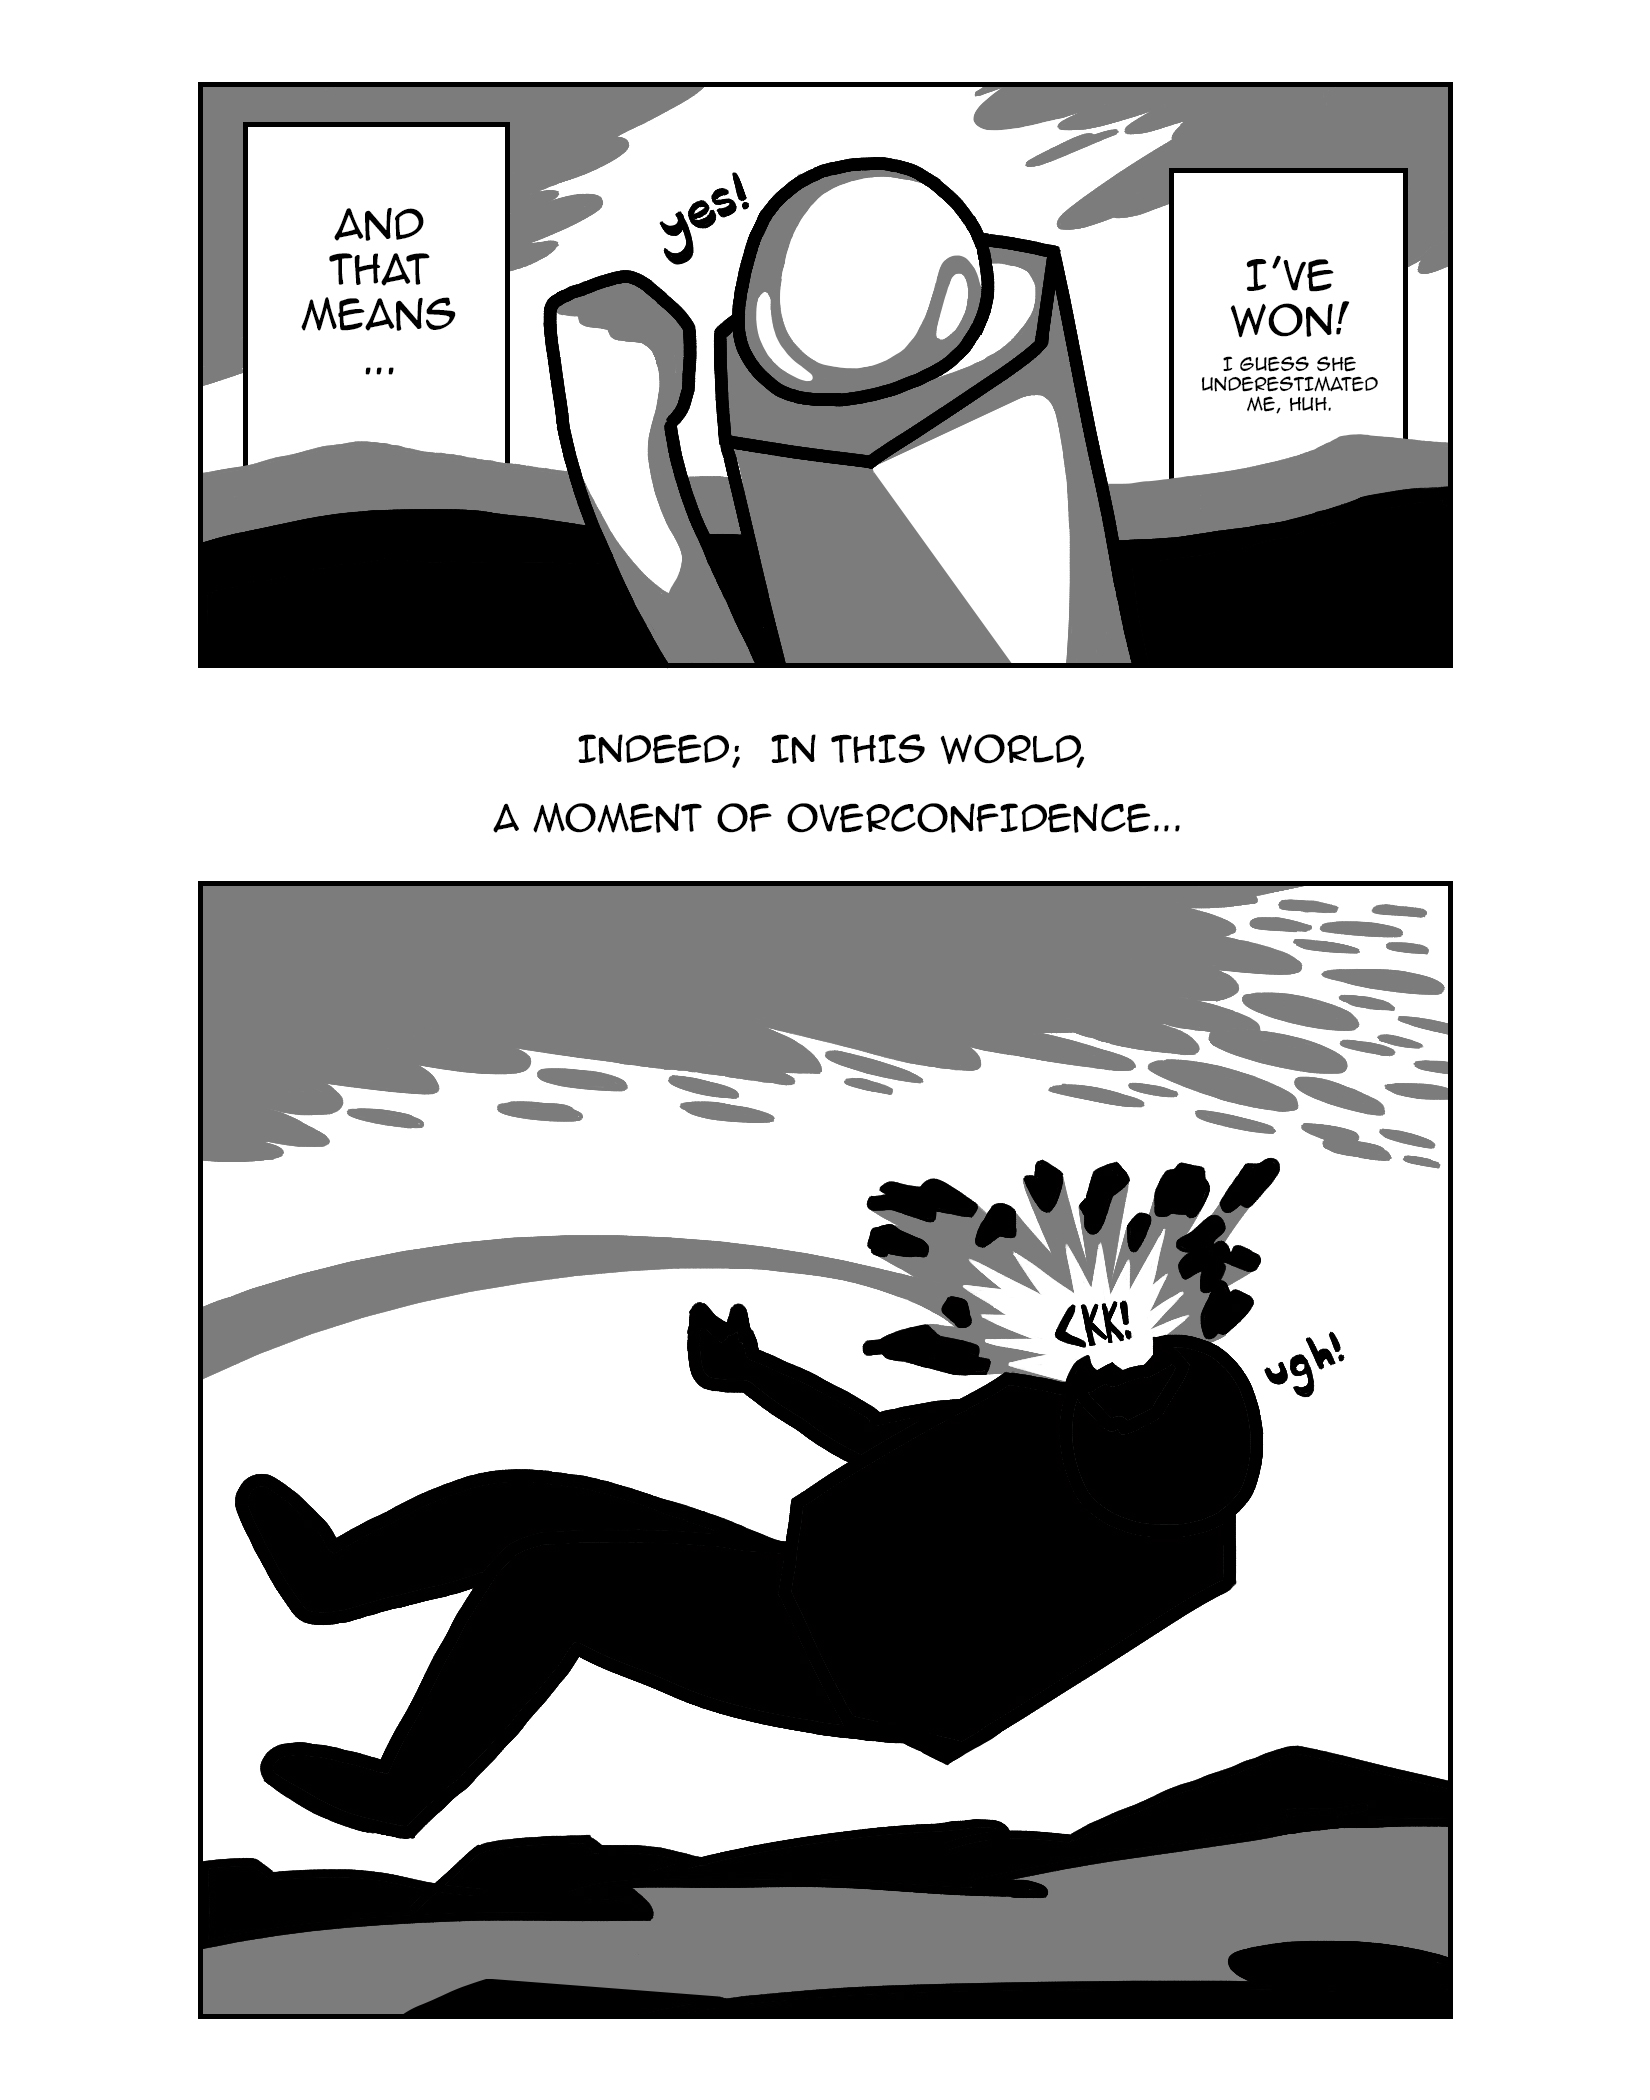 AND
THAT
MEANS
...
yes!
I'VE
WON!
I GUESS SHE
UNDERESTIMATED
ME, HUH.
INDEED; IN THIS WORLD,
A MOMENT OF OVERCONFIDENCE...
<KK!
ugh!